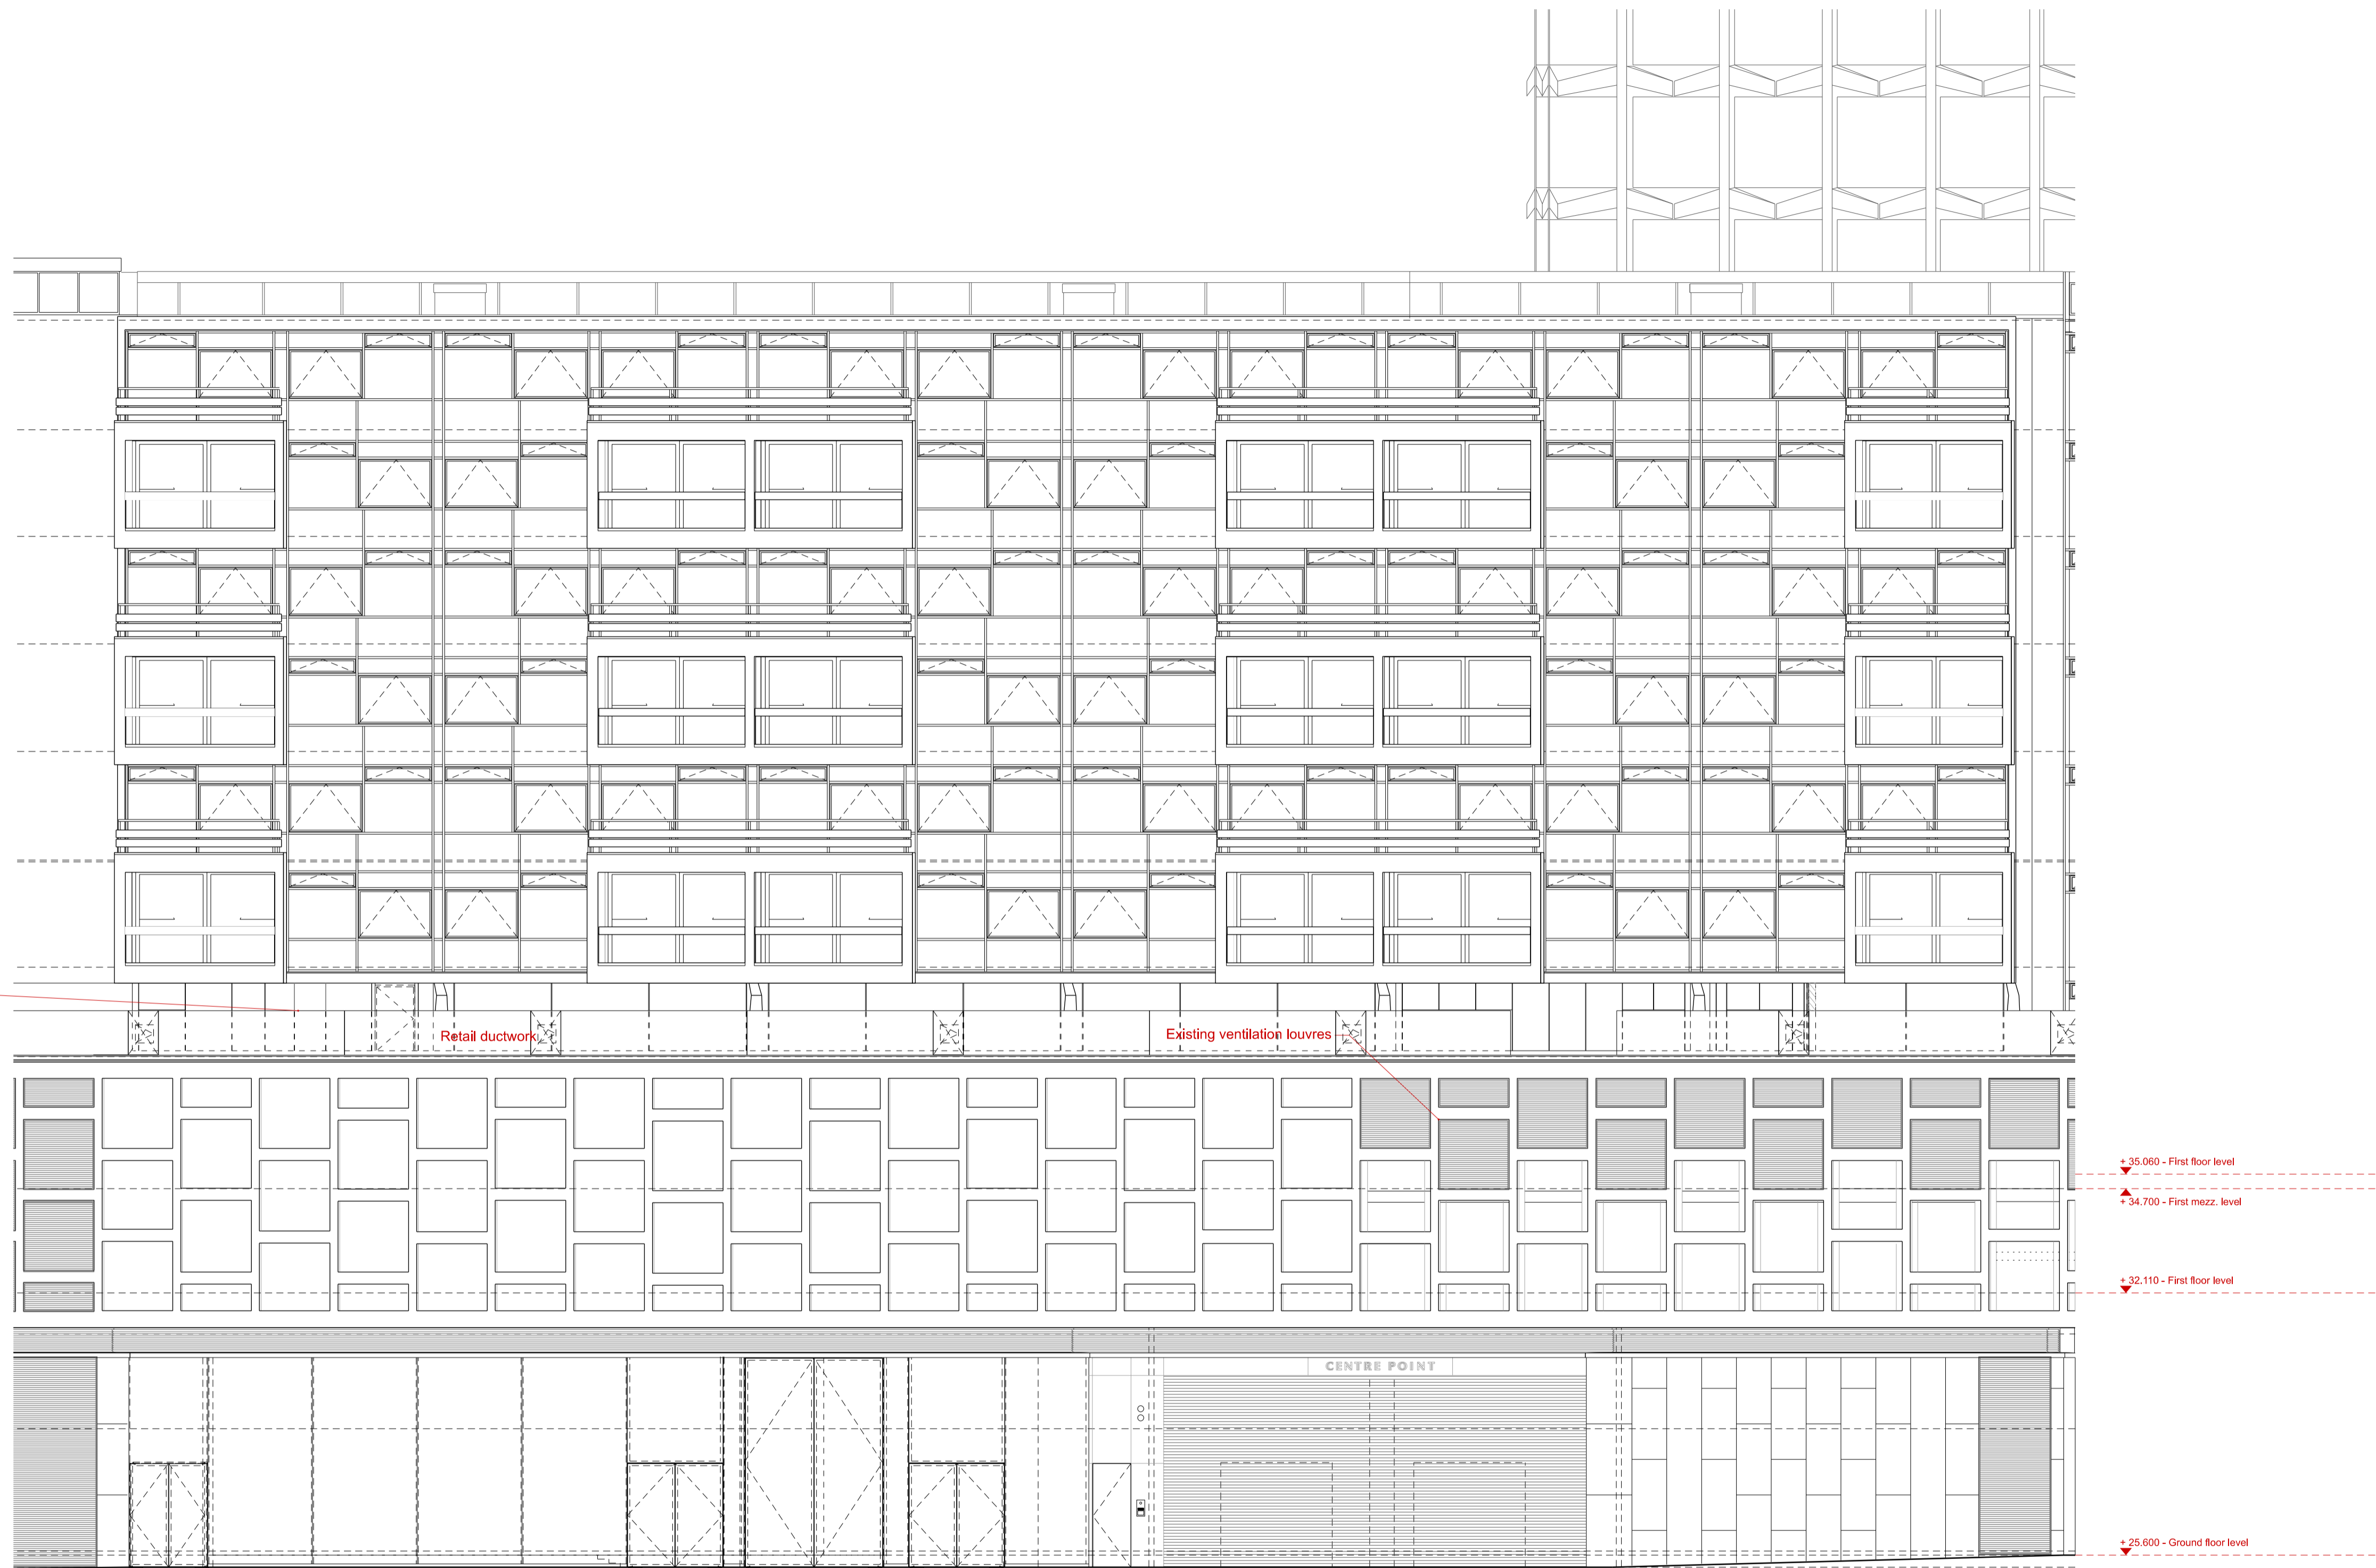 Retail ductwork
Existing ventilation louvres
+ 35.060 - First floor level
+ 34.700 - First mezz. level
+ 32.110 - First floor level
CENTRE POINT
+ 25.600 - Ground floor level